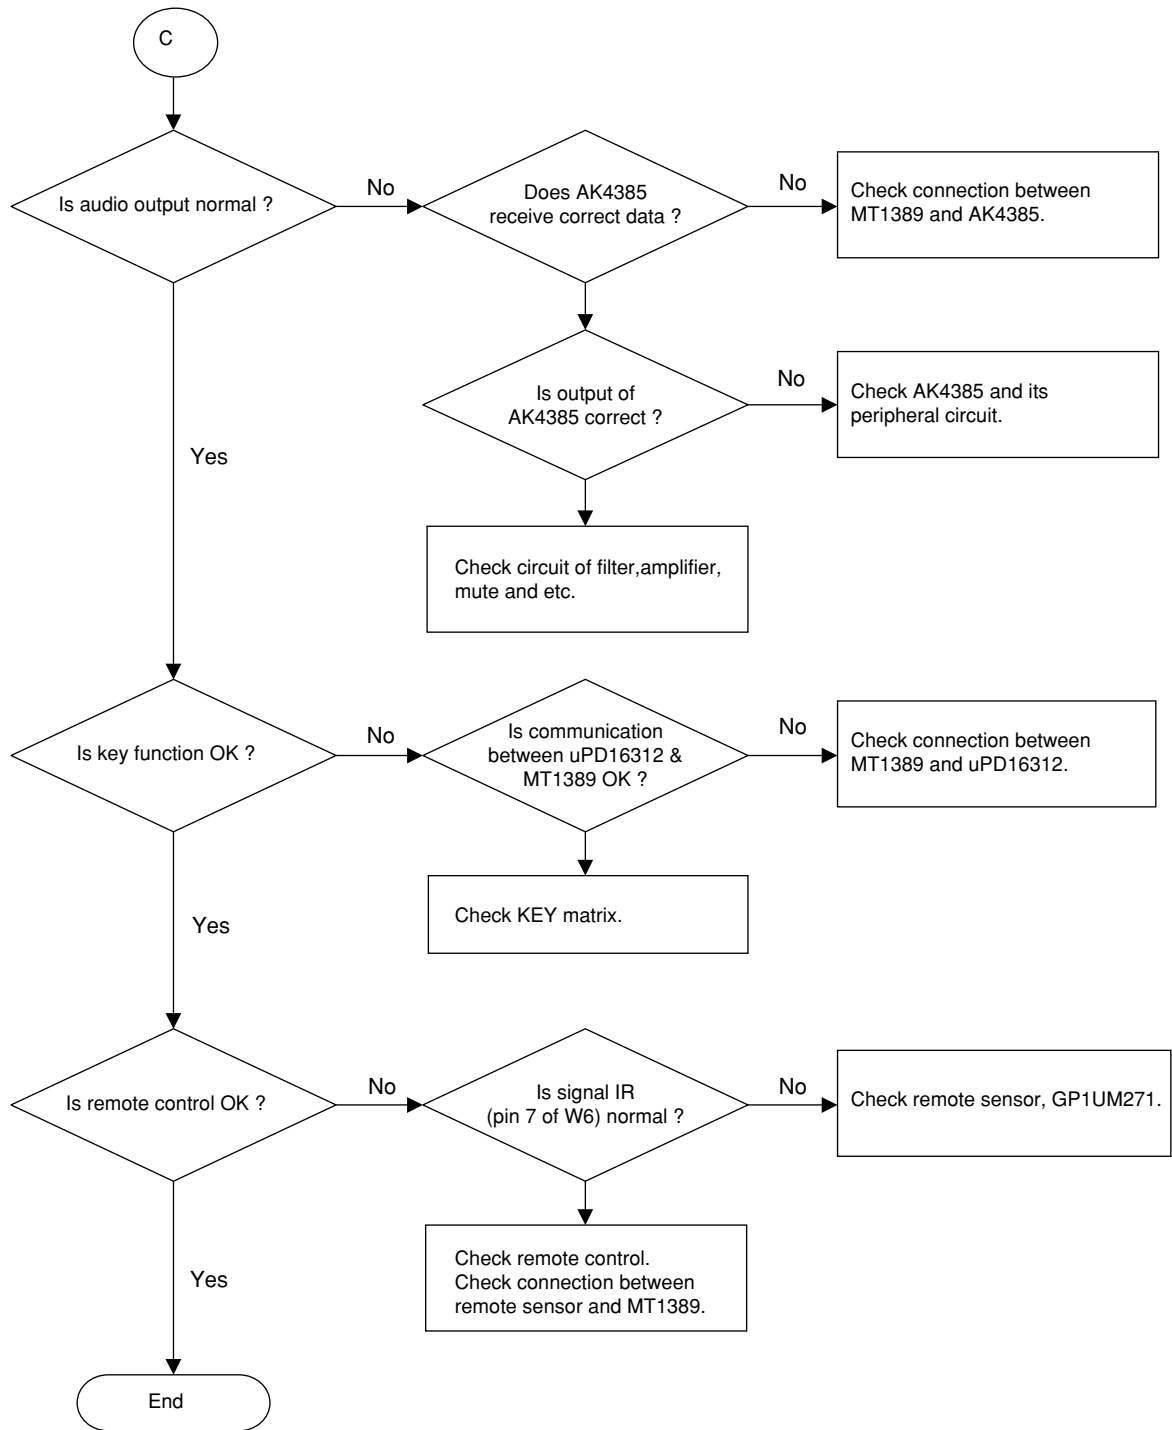 C
Is audio output normal ?
No
Does AK4385
receive correct data ?
No
Check connection between
MT1389 and AK4385.
Is output of
AK4385 correct ?
No
Check AK4385 and its
peripheral circuit.
Yes
Check circuit of filter,amplifier,
mute and etc.
Is key function OK ?
No
Is communication
between uPD16312 &
MT1389 OK ?
No
Check connection between
MT1389 and uPD16312.
Yes
Check KEY matrix.
Is remote control OK ?
No
Is signal IR
(pin 7 of W6) normal ?
No
Check remote sensor, GP1UM271.
Yes
Check remote control.
Check connection between
remote sensor and MT1389.
End